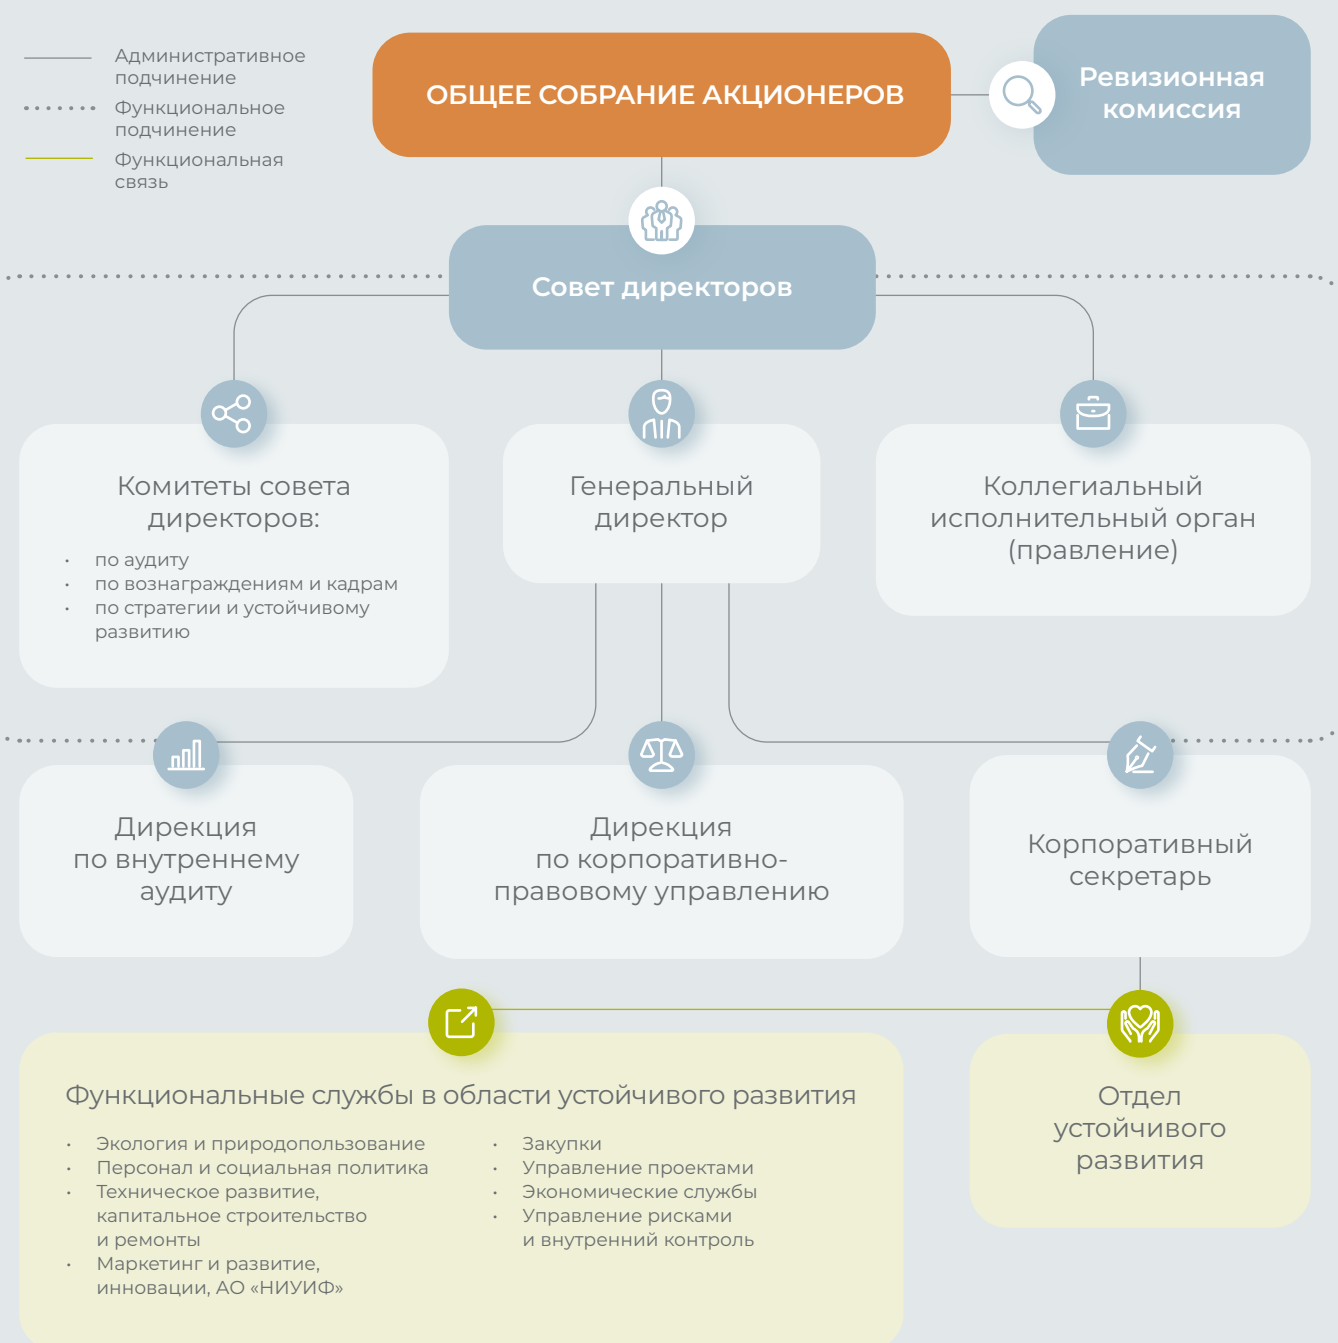 Административное
подчинение
Функциональное
подчинение
Функциональная
связь
ОБЩЕЕ СОБРАНИЕ АКЦИОНЕРОВ
Ревизионная
комиссия
Совет директоров
Комитеты совета
директоров:
• по аудиту
• по вознаграждениям и кадрам
• по стратегии и устойчивому
развитию
Генеральный
директор
Коллегиальный
исполнительный орган
(правление)
Дирекция
по внутреннему
аудиту
Дирекция
по корпоративно-
правовому управлению
Корпоративный
секретарь
Функциональные службы в области устойчивого развития
• Экология и природопользование
• Персонал и социальная политика
• Техническое развитие,
капитальное строительство
и ремонты
• Маркетинг и развитие,
инновации, АО «НИУИФ»
• Закупки
• Управление проектами
• Экономические службы
• Управление рисками
и внутренний контроль
Отдел
устойчивого
развития